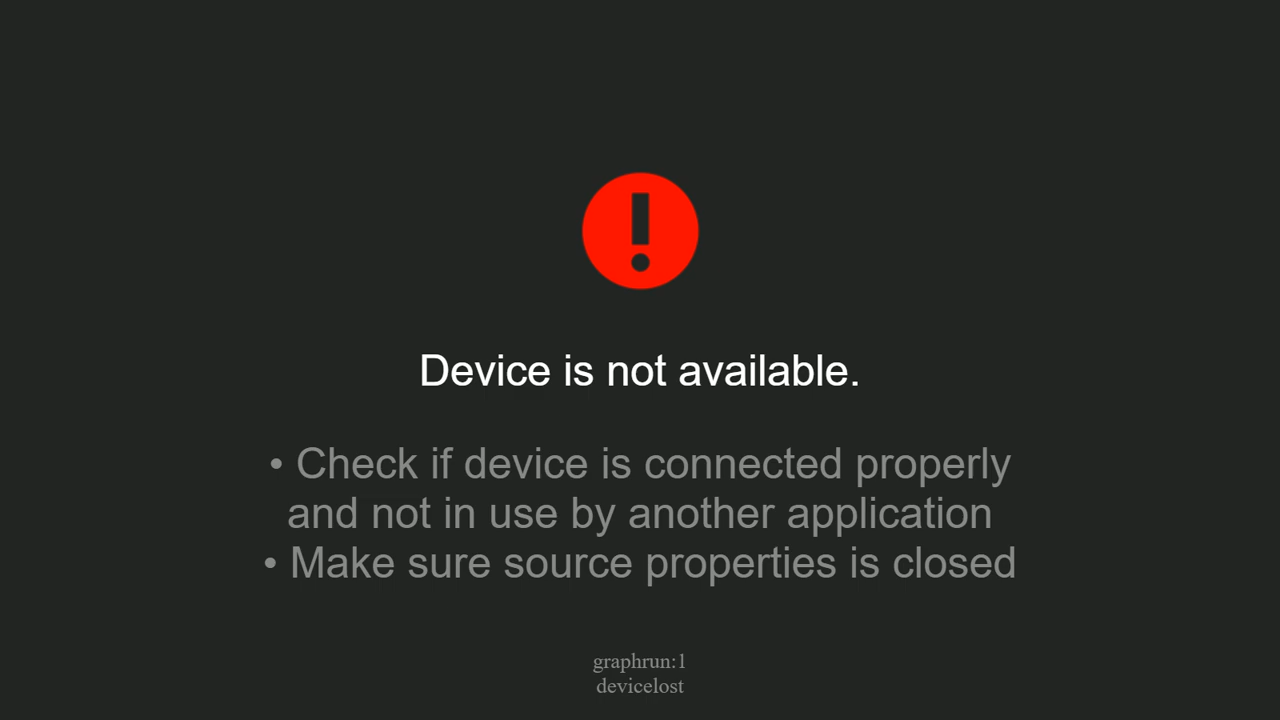 Device is not available.
• Check if device is connected properly
and not in use by another application
• Make sure source properties is closed
graphrun:1
devicelost